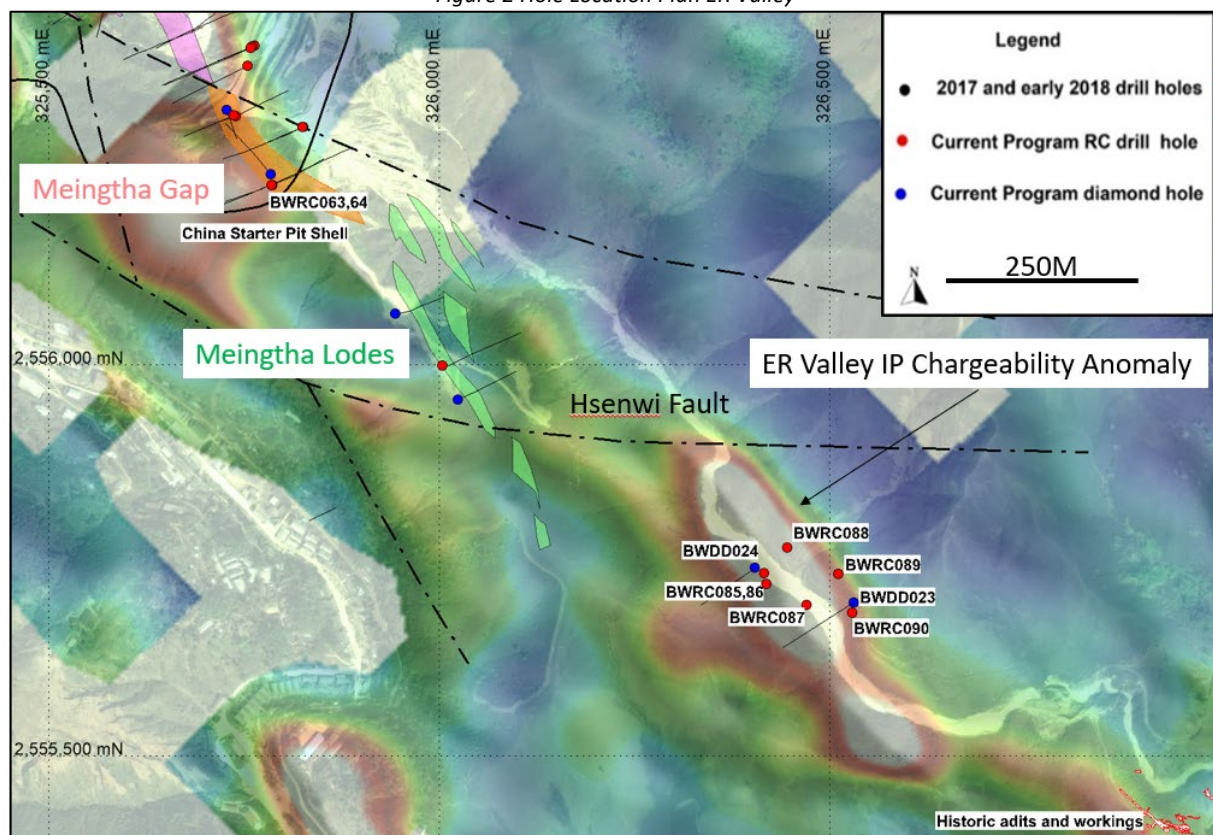 Figure 2 Hole Location Plan ER Valley
325,500 mE
326,000 mE
326,500 mE
Legend
2017 and early 2018 drill holes
Current Program RC drill hole
Current Program diamond hole
N
250M
Meingtha Gap
BWRC063,64
China Starter Pit Shell
Meingtha Lodes
2,556,000 mN
ER Valley IP Chargeability Anomaly
Hsenwi Fault
BWRC088
BWDD024
BWRC089
BWRC085,86
BWDD023
BWRC087
BWRC090
2,555,500 mN
Historic adits and workings